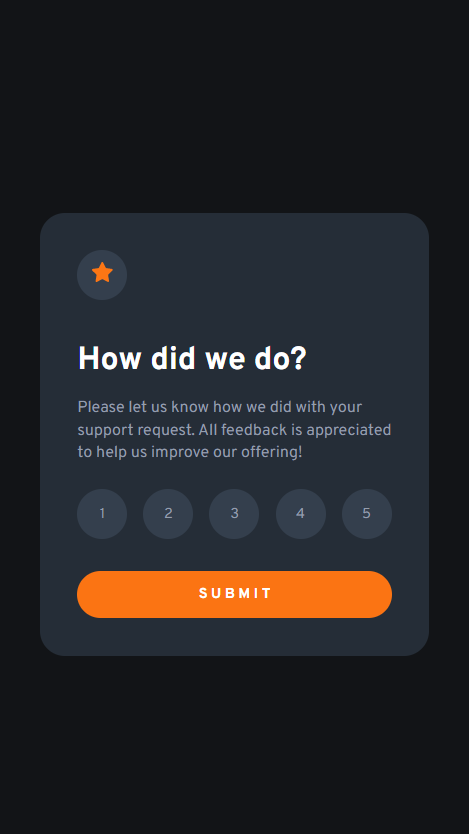 How did we do?
Please let us know how we did with your
support request. All feedback is appreciated
to help us improve our offering!
1 2 3 4 5
SUBMIT